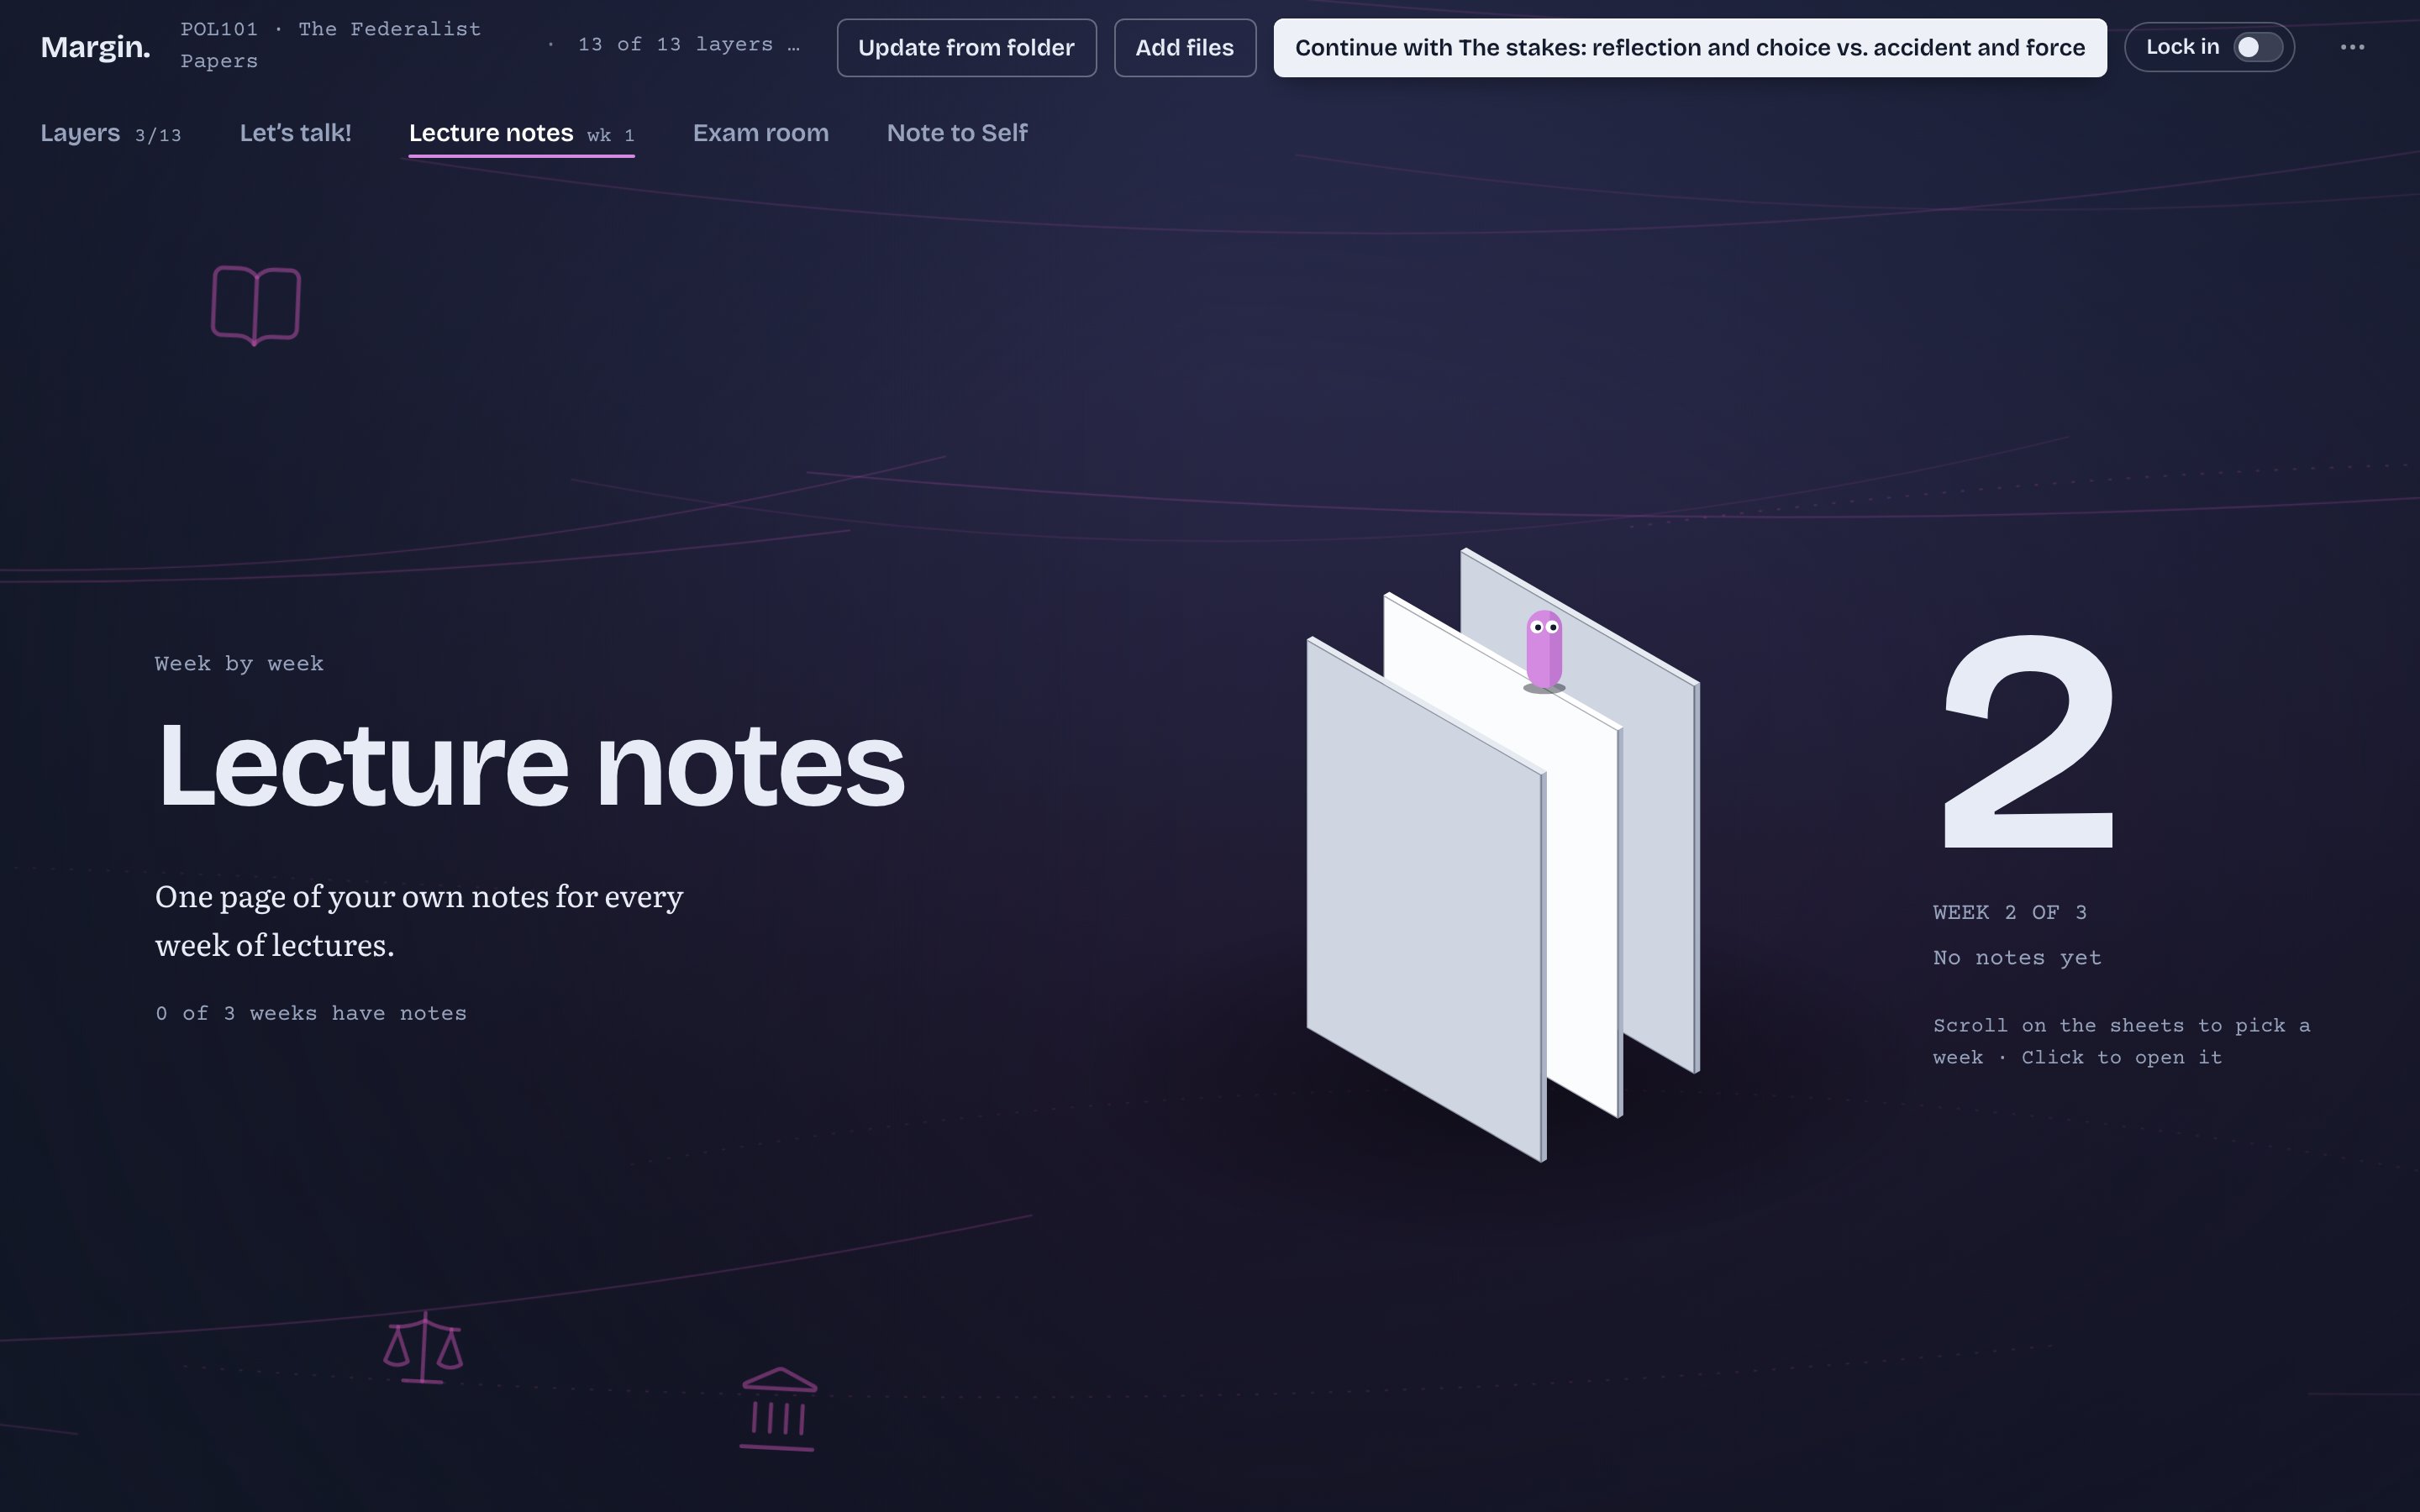 Margin.
POL101 · The Federalist
Papers
· 13 of 13 layers …
Update from folder
Add files
Continue with The stakes: reflection and choice vs. accident and force
Lock in
Layers 3/13
Let’s talk!
Lecture notes wk 1
Exam room
Note to Self
Week by week
Lecture notes
One page of your own notes for every
week of lectures.
0 of 3 weeks have notes
2
WEEK 2 OF 3
No notes yet
Scroll on the sheets to pick a
week · Click to open it